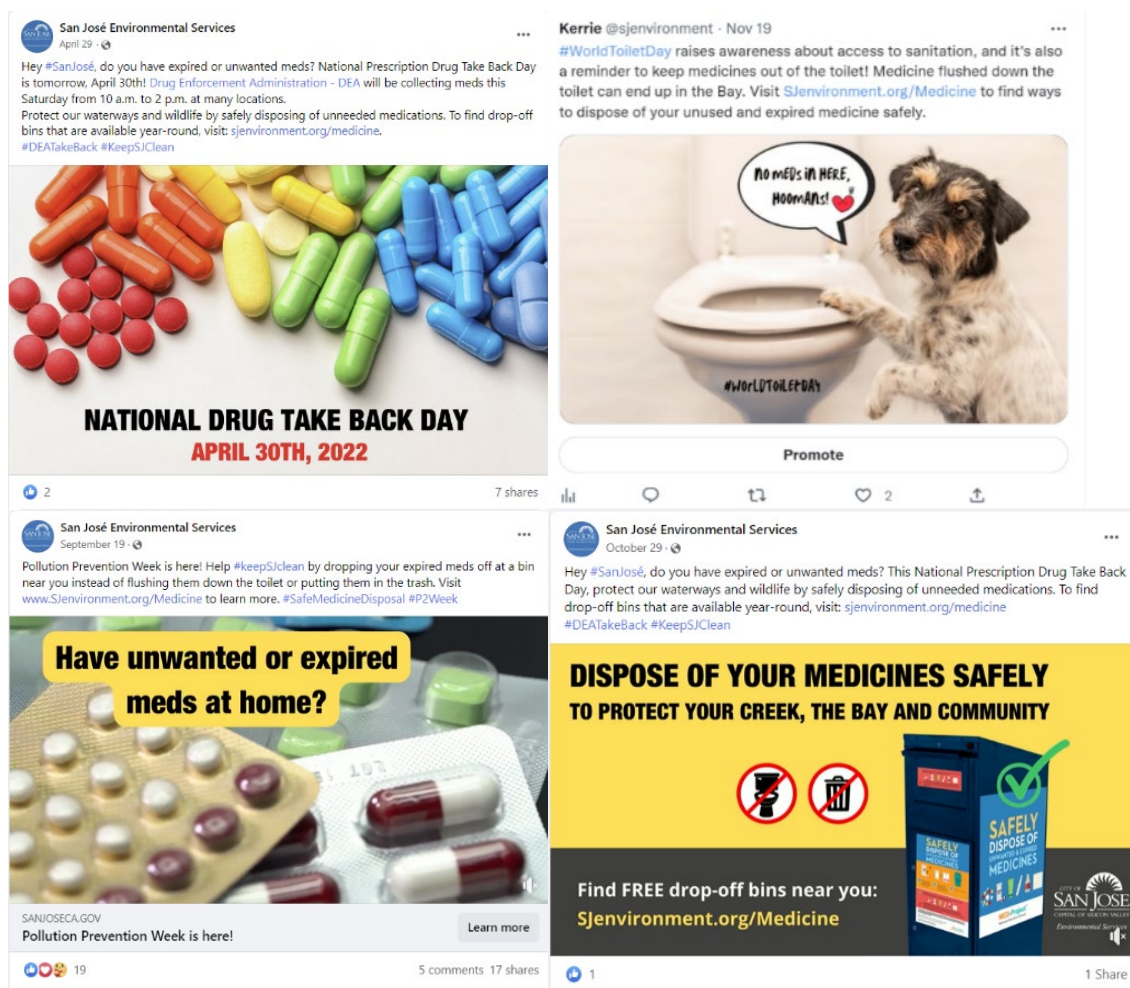 San José Environmental Services
April 29
Hey #SanJosé, do you have expired or unwanted meds? National Prescription Drug Take Back Day
is tomorrow, April 30th! Drug Enforcement Administration - DEA will be collecting meds this
Saturday from 10 a.m. to 2 p.m. at many locations.
Protect our waterways and wildlife by safely disposing of unneeded medications. To find drop-off
bins that are available year-round, visit: sjenvironment.org/medicine.
#DEATakeBack #KeepSJClean
NATIONAL DRUG TAKE BACK DAY
APRIL 30TH, 2022
2
7 shares
Kerrie @sjenvironment · Nov 19
#WorldToiletDay raises awareness about access to sanitation, and it's also
a reminder to keep medicines out of the toilet! Medicine flushed down the
toilet can end up in the Bay. Visit SJenvironment.org/Medicine to find ways
to dispose of your unused and expired medicine safely.
NO MEDS IN HERE,
HOOMANS!
#WORLDTOILETDAY
Promote
2
San José Environmental Services
September 19
Pollution Prevention Week is here! Help #keepSJclean by dropping your expired meds off at a bin
near you instead of flushing them down the toilet or putting them in the trash. Visit
www.SJenvironment.org/Medicine to learn more. #SafeMedicineDisposal #P2Week
Have unwanted or expired
meds at home?
LOT
SANJOSECA.GOV
Pollution Prevention Week is here!
Learn more
19
5 comments 17 shares
San José Environmental Services
October 29
Hey #SanJosé, do you have expired or unwanted meds? This National Prescription Drug Take Back
Day, protect our waterways and wildlife by safely disposing of unneeded medications. To find
drop-off bins that are available year-round, visit: sjenvironment.org/medicine
#DEATakeBack #KeepSJClean
DISPOSE OF YOUR MEDICINES SAFELY
TO PROTECT YOUR CREEK, THE BAY AND COMMUNITY
SAFELY
DISPOSE OF
UNWANTED & EXPIRED
MEDICINES
SAFELY
DISPOSE OF
MEDICINES
MED-Project
Find FREE drop-off bins near you:
SJenvironment.org/Medicine
CITY OF
SAN JOSE
CAPITAL OF SILICON VALLEY
Environmental Services
1
1 Share